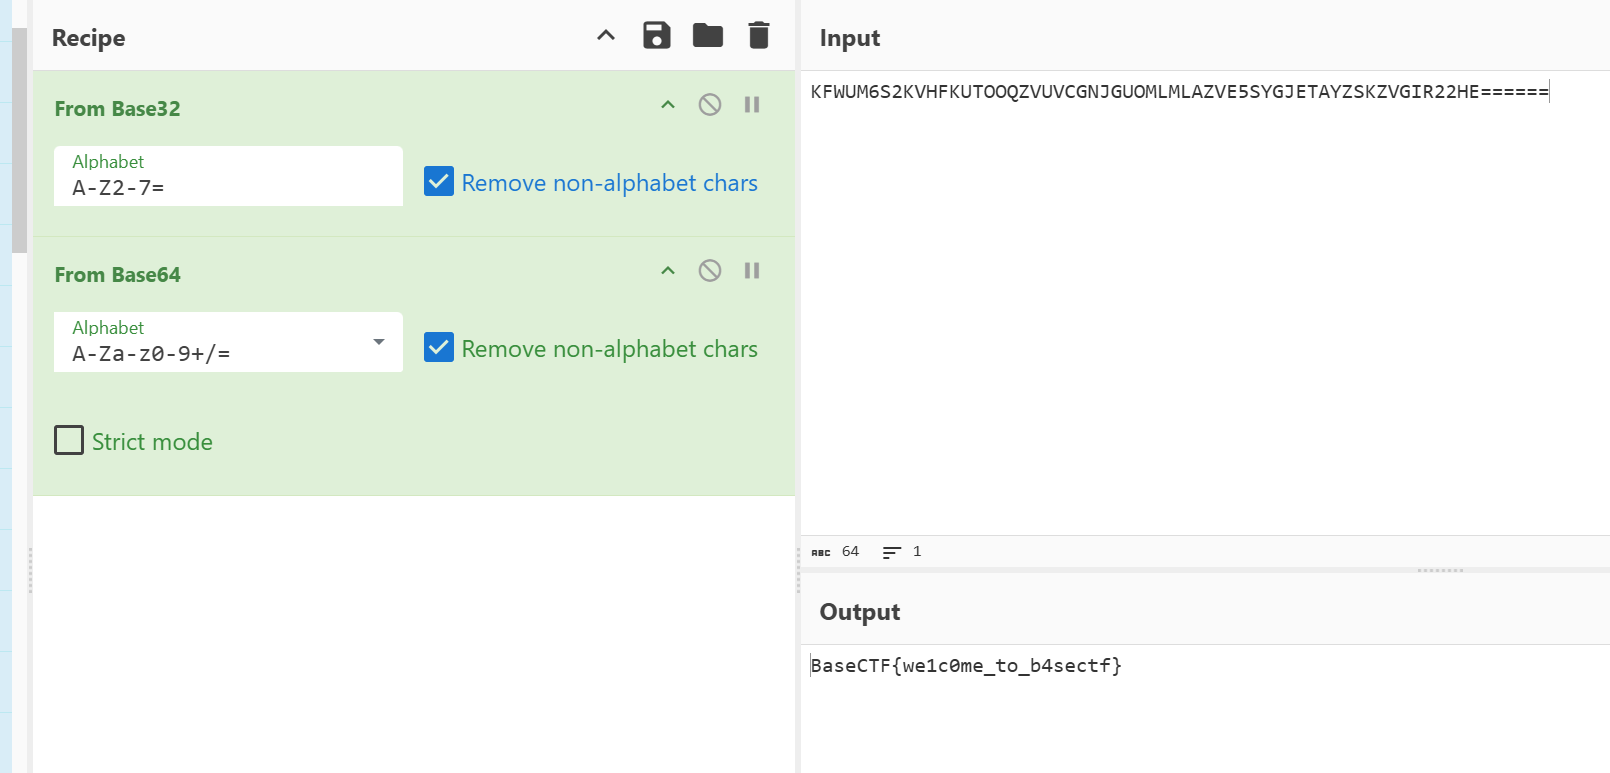 Recipe
From Base32
Alphabet
A-Z2-7=
Remove non-alphabet chars
From Base64
Alphabet
A-Za-z0-9+/=
Remove non-alphabet chars
Strict mode
Input
KFWUM6S2KVHFKUTOOQZVUVCGNJGUOMLMLAZVE5SYGJETAYZSKZVGIR22HE======
ABC 64 1
Output
BaseCTF{we1c0me_to_b4sectf}